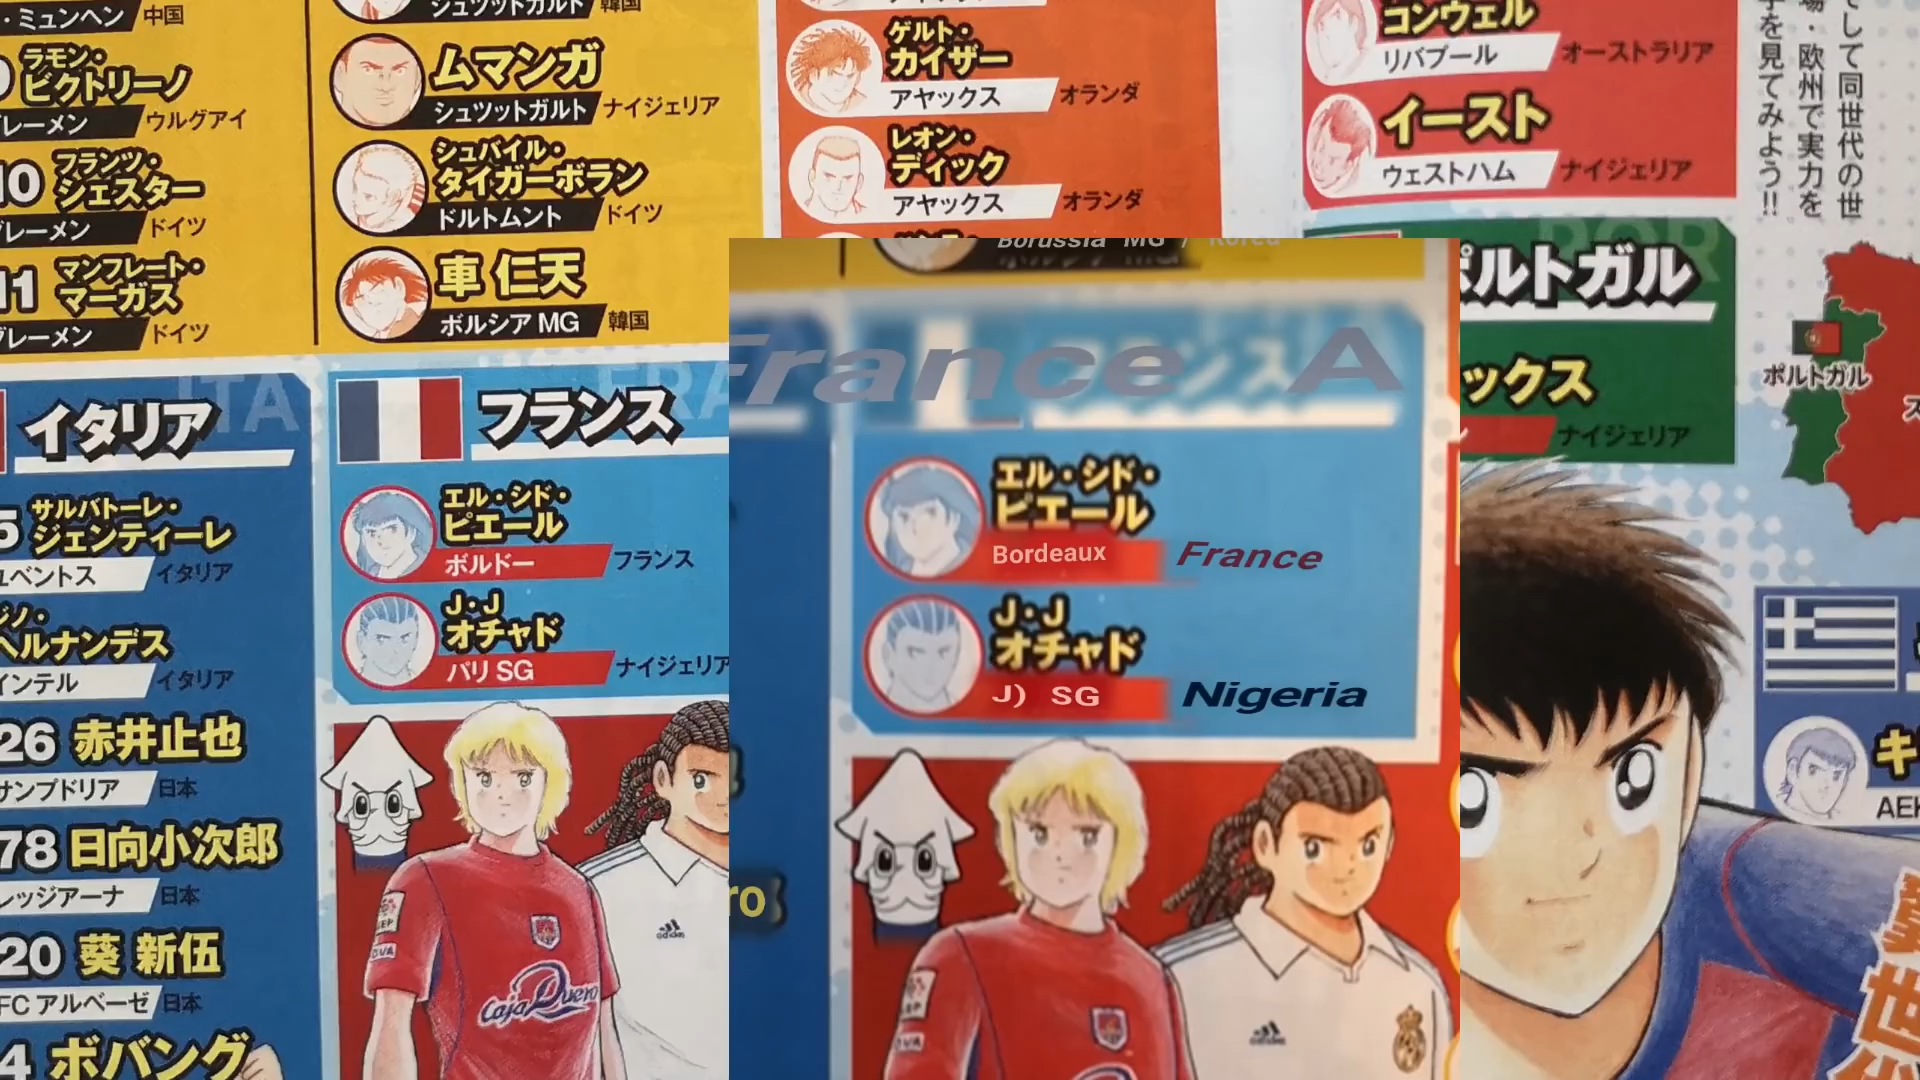 ・ミュンヘン 中国
ラモン・
ビクトリーノ
ブレーメン ウルグアイ
10 フランツ・
シェスター
ブレーメン ドイツ
11 マンフレート・
マーガス
ブレーメン ドイツ
シュツットガルト 韓国
ムマンガ
シュツットガルト ナイジェリア
シュバイル・
タイガーボラン
ドルトムント ドイツ
車 仁天
ボルシアMG 韓国
ゲルト・
カイザー
アヤックス オランダ
レオン・
ディック
アヤックス オランダ
コンウェル
リバプール オーストラリア
イースト
ウェストハム ナイジェリア
して同世代の世
場・欧州で実力を
手を見てみよう!!
POR
ポルトガル
ックス
ナイジェリア
ポルトガル
ITA
イタリア
サルバトーレ・
ジェンティーレ
ユベントス イタリア
ジノ・
ヘルナンデス
インテル イタリア
26 赤井止也
サンプドリア 日本
78 日向小次郎
レッジアーナ 日本
20 葵 新伍
FC アルベーゼ 日本
4 ボバング
FRA
フランス
エル・シド・
ピエール
ボルドー フランス
J・J
オチャド
パリSG ナイジェリア
Caja Duero
adidas
Borussia MG / Korea
France A
フランス
エル・シド・
ピエール
Bordeaux France
J・J
オチャド
J) SG Nigeria
ro
adidas
キ
AEK